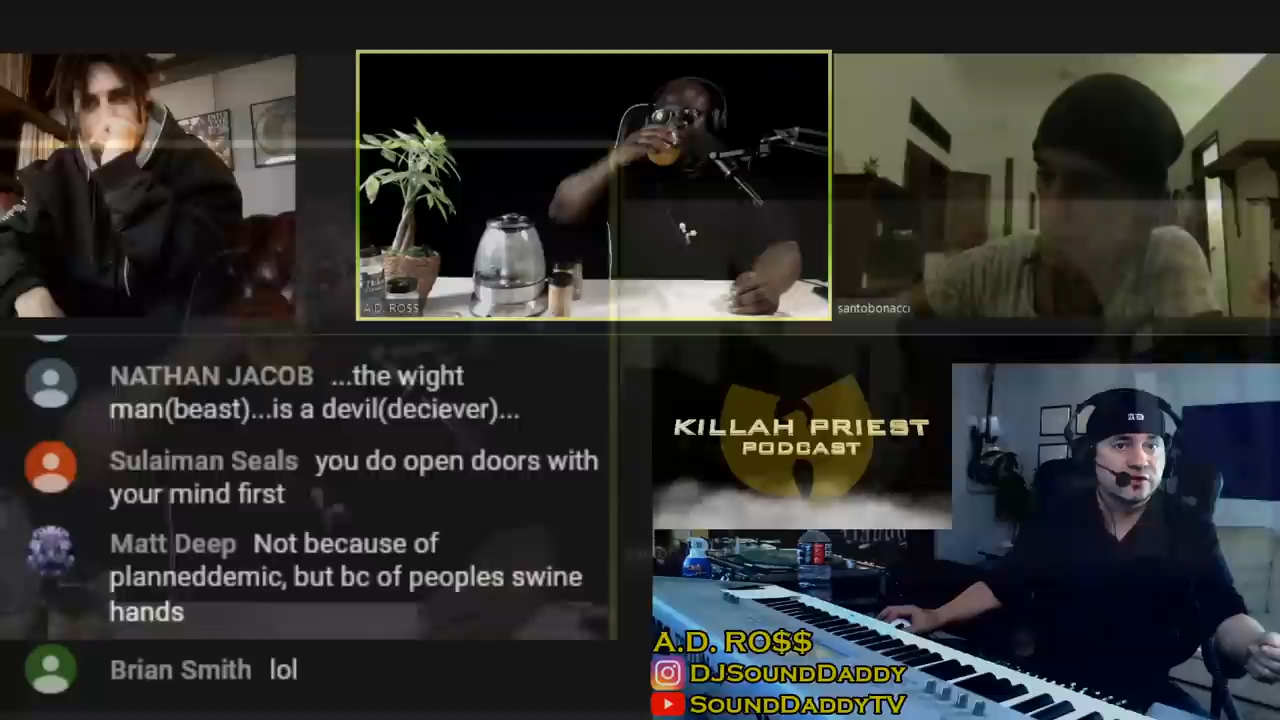 A.D. ROSS
santobonacci
NATHAN JACOB ...the wight
man(beast)...is a devil(deciever)...
Sulaiman Seals you do open doors with
your mind first
Matt Deep Not because of
planneddemic, but bc of peoples swine
hands
Brian Smith lol
KILLAH PRIEST
PODCAST
A.D. RO$$
DJSOUNDDADDY
SOUNDDADDYTV